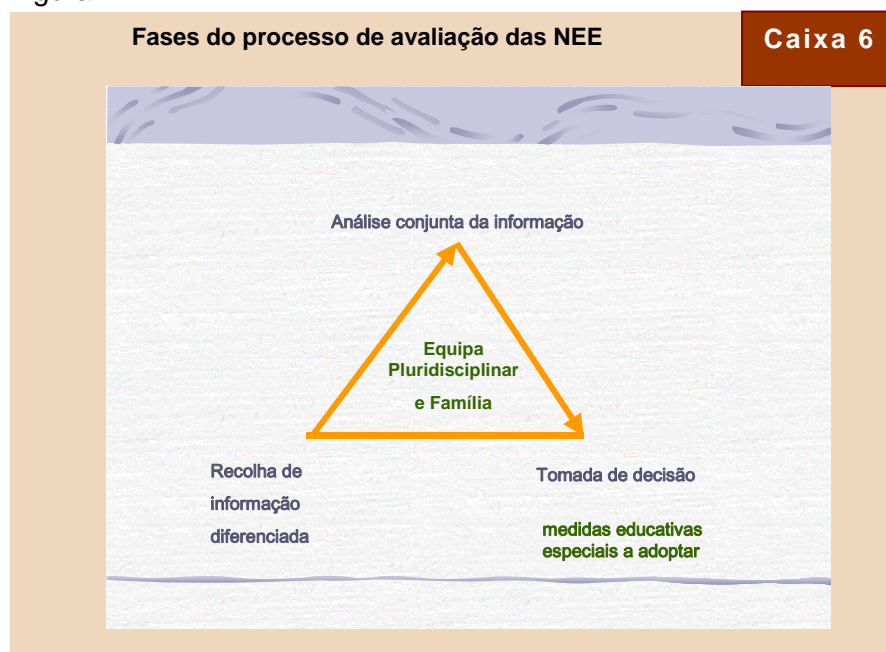 Fases do processo de avaliação das NEE
Caixa 6
Análise conjunta da informação
Equipa
Pluridisciplinar
e Família
Recolha de
informação
diferenciada
Tomada de decisão
medidas educativas
especiais a adoptar